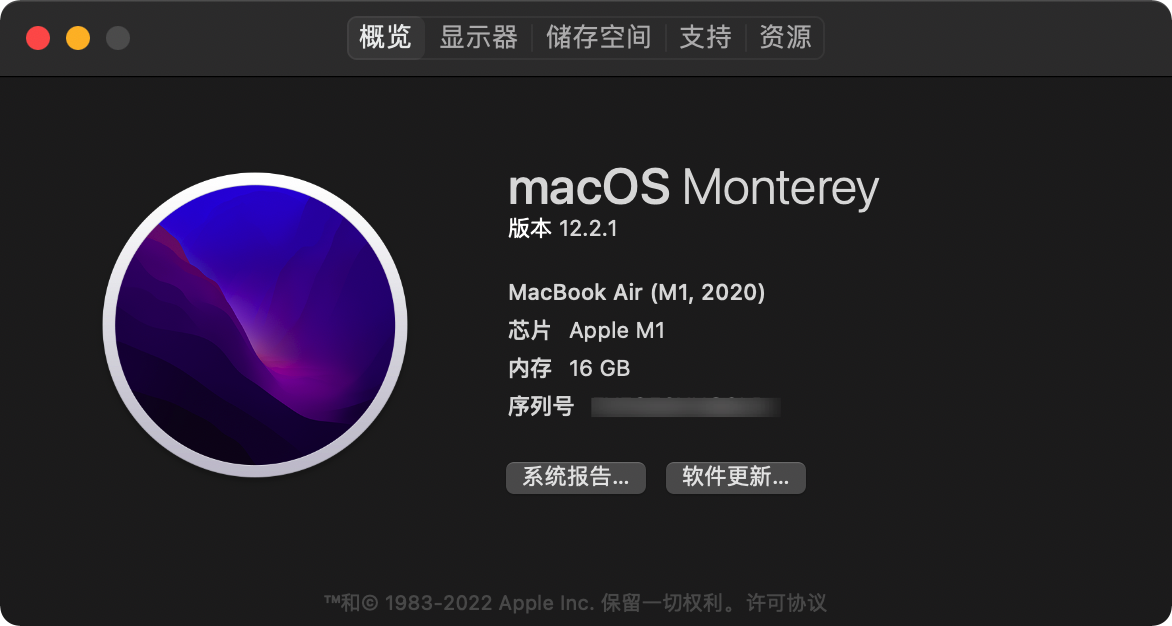 概览 显示器 储存空间 支持 资源
macOS Monterey
版本 12.2.1
MacBook Air (M1, 2020)
芯片 Apple M1
内存 16 GB
序列号
系统报告... 软件更新...
™和© 1983-2022 Apple Inc. 保留一切权利。许可协议